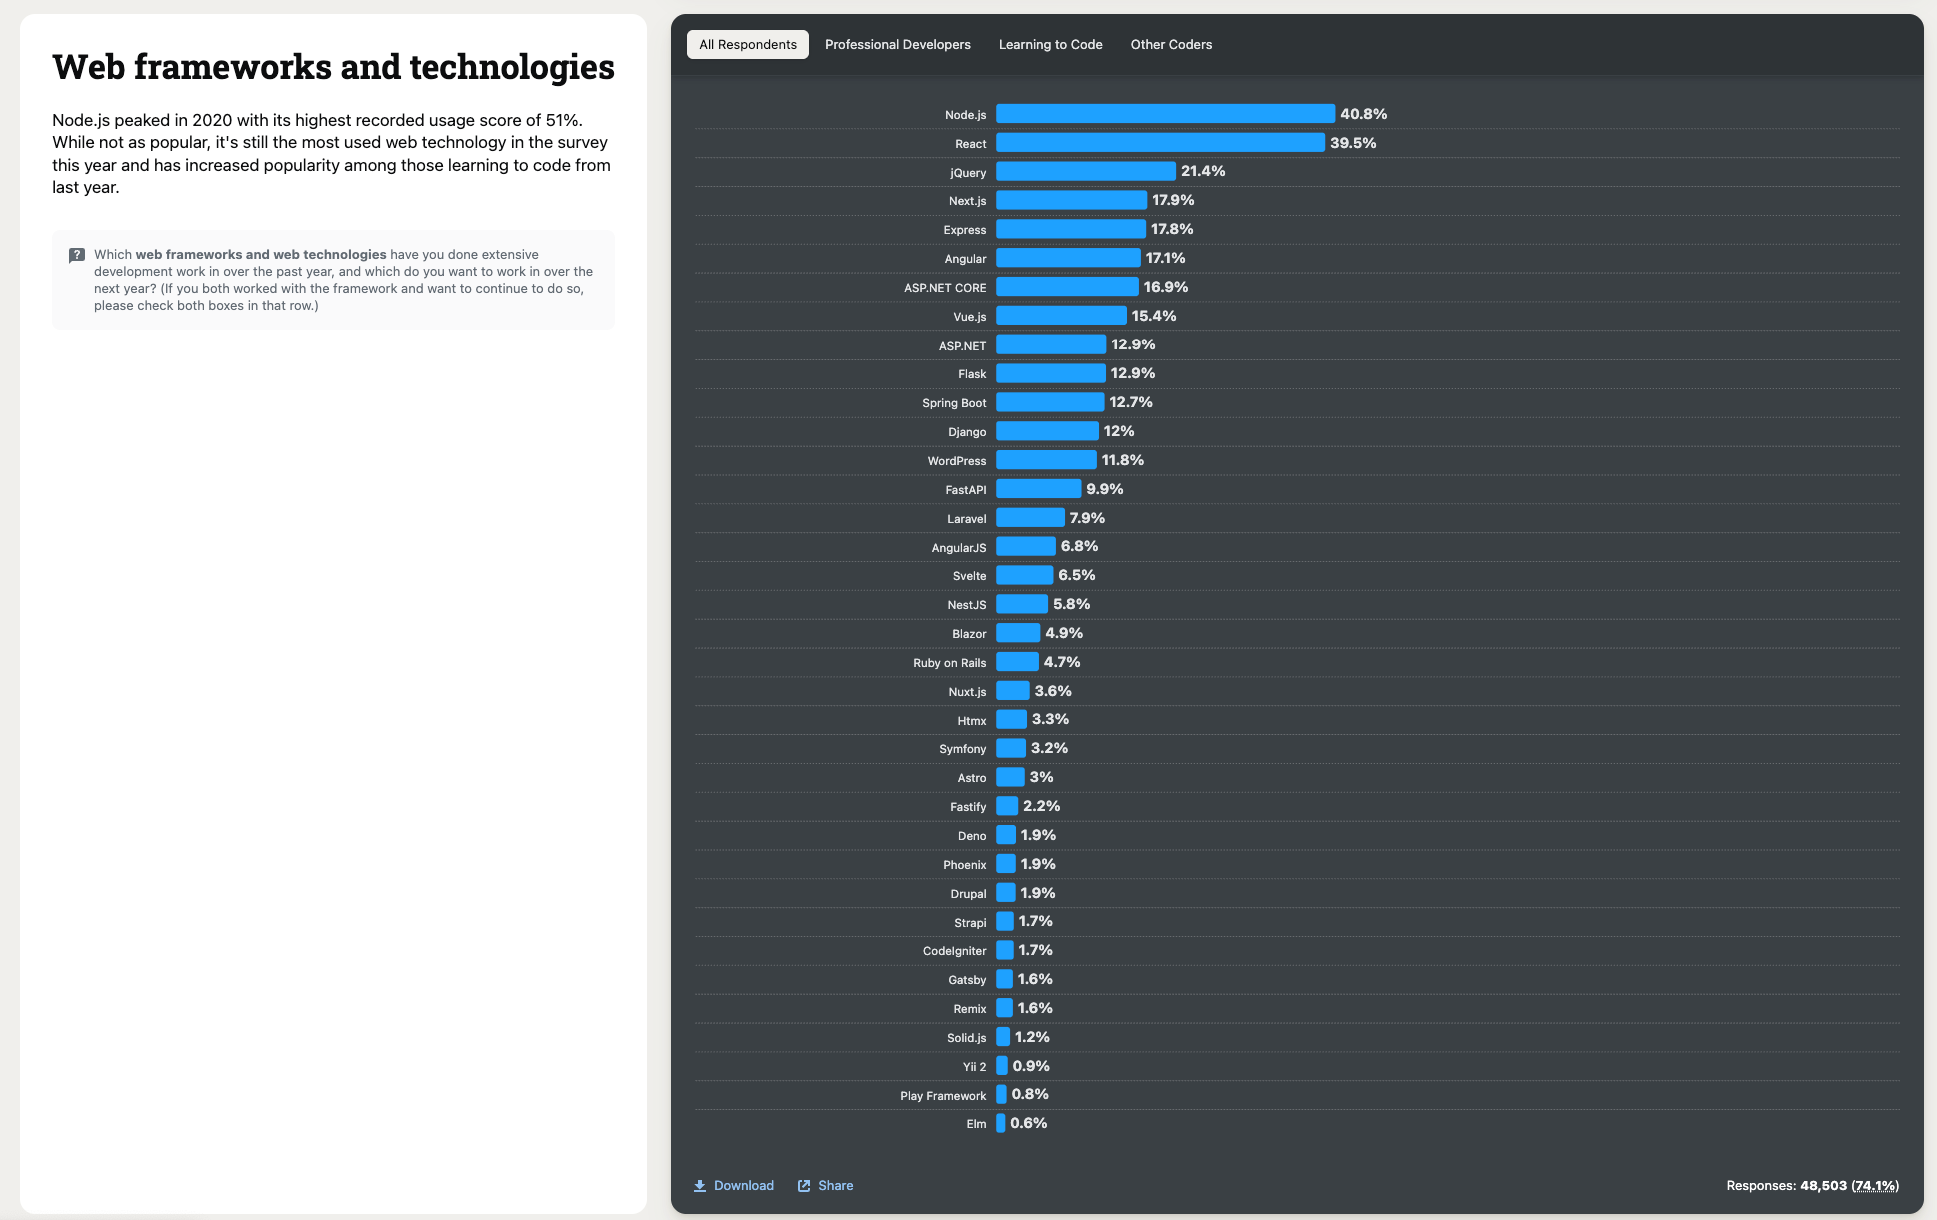 Web frameworks and technologies
Node.js peaked in 2020 with its highest recorded usage score of 51%.
While not as popular, it's still the most used web technology in the survey
this year and has increased popularity among those learning to code from
last year.
Which web frameworks and web technologies have you done extensive
development work in over the past year, and which do you want to work in over the
next year? (If you both worked with the framework and want to continue to do so,
please check both boxes in that row.)
All Respondents Professional Developers Learning to Code Other Coders
Node.js 40.8%
React 39.5%
jQuery 21.4%
Next.js 17.9%
Express 17.8%
Angular 17.1%
ASP.NET CORE 16.9%
Vue.js 15.4%
ASP.NET 12.9%
Flask 12.9%
Spring Boot 12.7%
Django 12%
WordPress 11.8%
FastAPI 9.9%
Laravel 7.9%
AngularJS 6.8%
Svelte 6.5%
NestJS 5.8%
Blazor 4.9%
Ruby on Rails 4.7%
Nuxt.js 3.6%
Htmx 3.3%
Symfony 3.2%
Astro 3%
Fastify 2.2%
Deno 1.9%
Phoenix 1.9%
Drupal 1.9%
Strapi 1.7%
CodeIgniter 1.7%
Gatsby 1.6%
Remix 1.6%
Solid.js 1.2%
Yii 2 0.9%
Play Framework 0.8%
Elm 0.6%
Download Share Responses: 48,503 (74.1%)